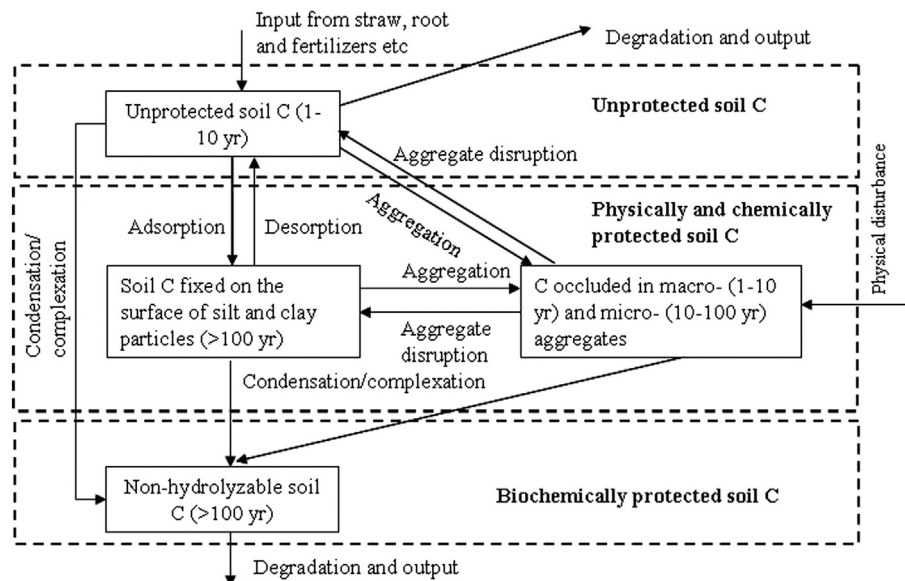 Input from straw, root
and fertilizers etc
Degradation and output
Unprotected soil C
Unprotected soil C (1-
10 yr)
Aggregate disruption
Aggregation
Physically and chemically
protected soil C
Adsorption
Desorption
Physical disturbance
Condensation/
complexation
Soil C fixed on the
surface of silt and clay
particles (>100 yr)
Aggregation
Aggregate
disruption
C occluded in macro- (1-10
yr) and micro- (10-100 yr)
aggregates
Condensation/complexation
Non-hydrolyzable soil
C (>100 yr)
Biochemically protected soil C
Degradation and output